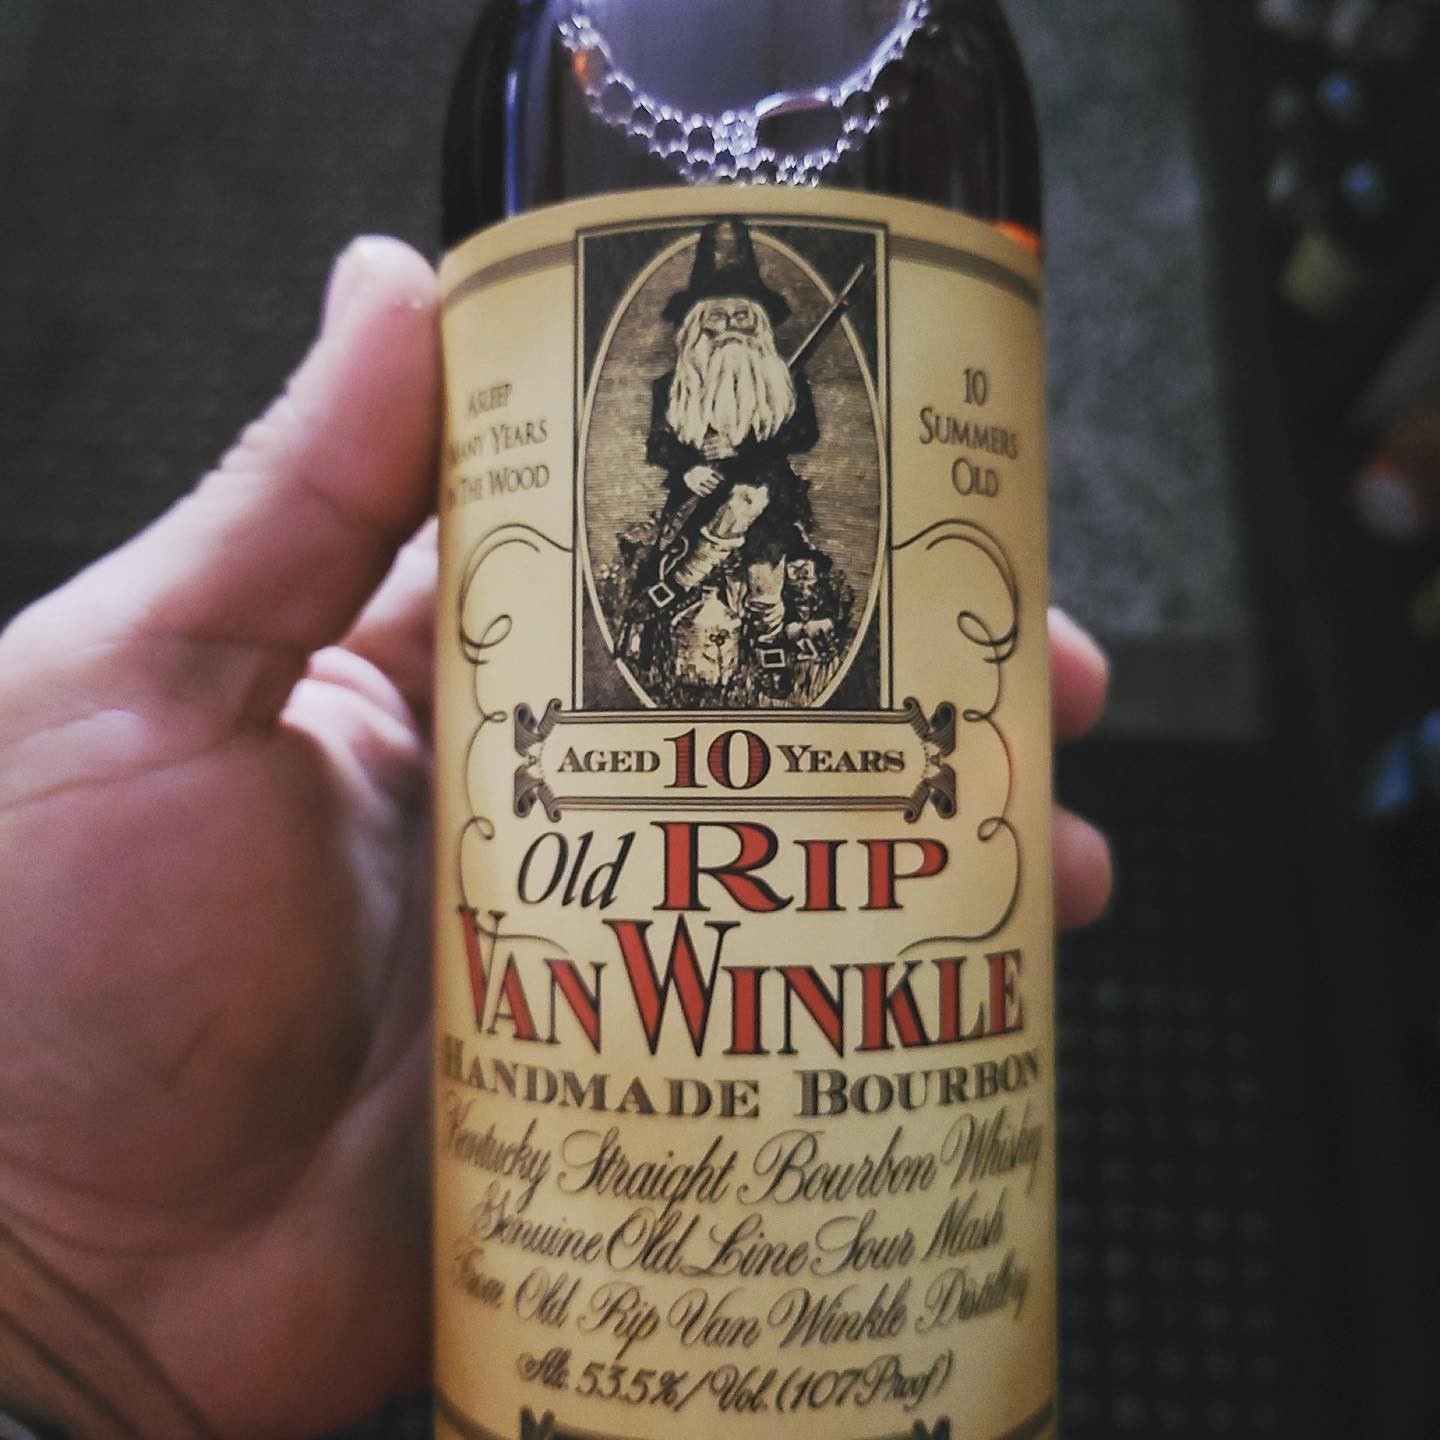 ASLEEP
MANY YEARS
IN THE WOOD
10
SUMMERS
OLD
AGED 10 YEARS
Old RIP
VAN WINKLE
HANDMADE BOURBON
Kentucky Straight Bourbon Whiskey
Genuine Old Line Sour Mash
From Old Rip Van Winkle Distillery
Alc. 53.5% / Vol. (107 Proof)